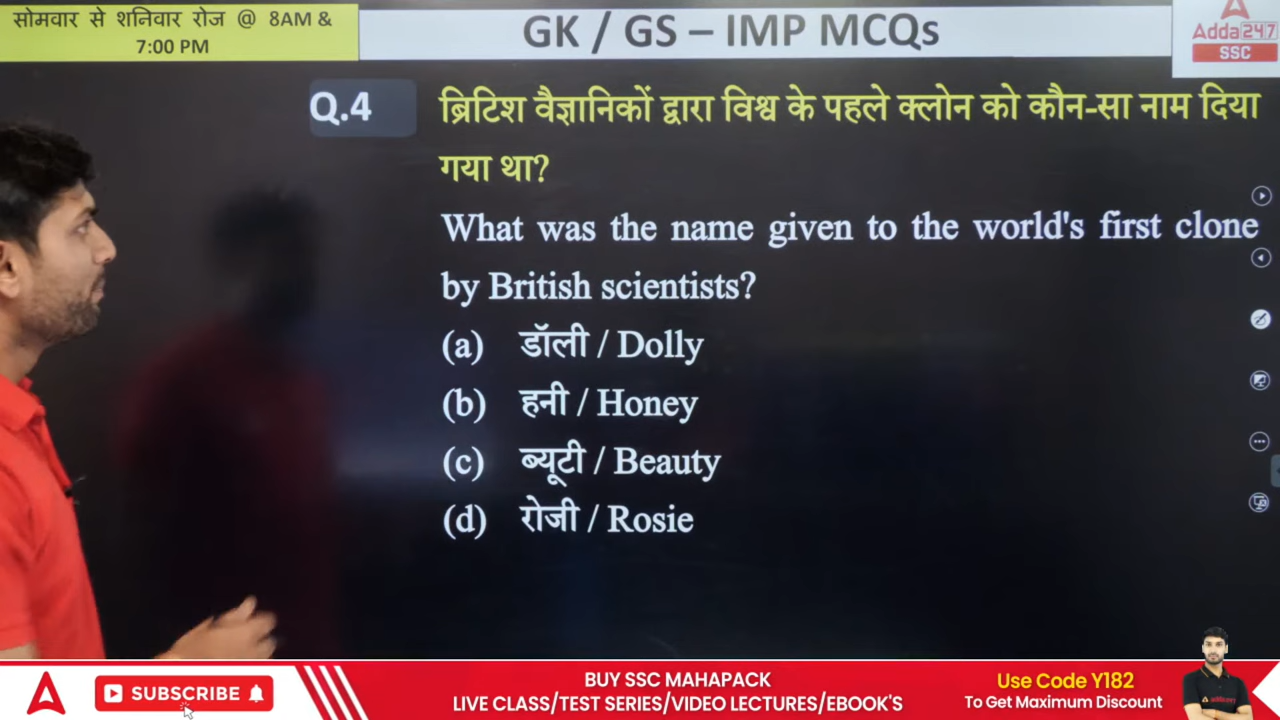 सोमवार से शनिवार रोज @ 8AM &
7:00 PM
GK / GS – IMP MCQs
Adda247
SSC
Q.4
ब्रिटिश वैज्ञानिकों द्वारा विश्व के पहले क्लोन को कौन-सा नाम दिया
गया था?
What was the name given to the world's first clone
by British scientists?
(a) डॉली / Dolly
(b) हनी / Honey
(c) ब्यूटी / Beauty
(d) रोजी / Rosie
SUBSCRIBE
BUY SSC MAHAPACK
LIVE CLASS/TEST SERIES/VIDEO LECTURES/EBOOK'S
Use Code Y182
To Get Maximum Discount